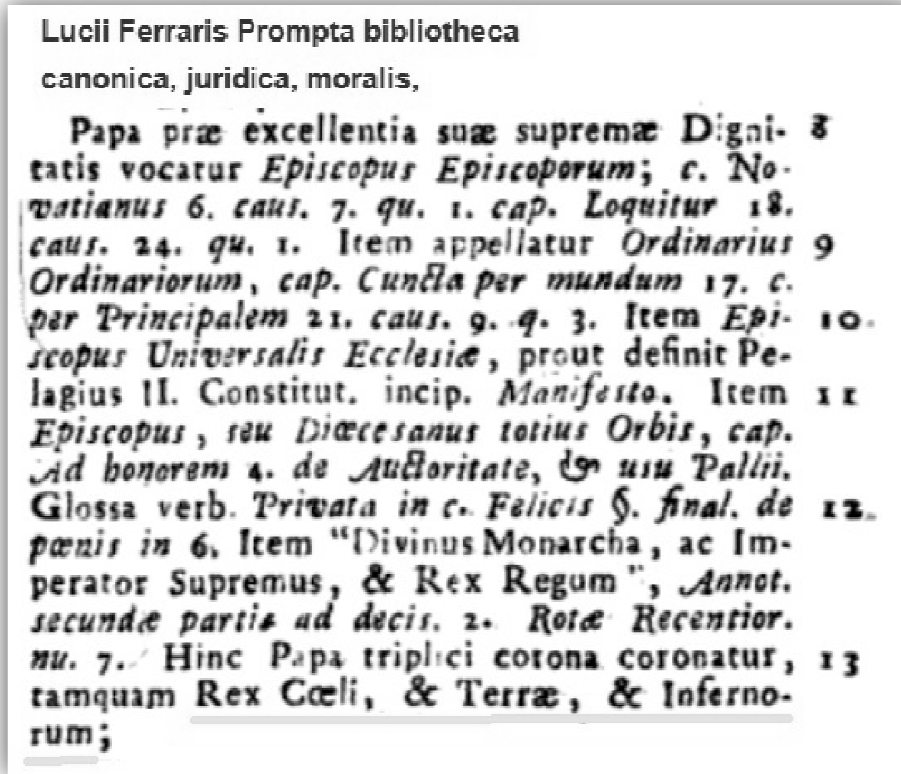 Lucii Ferraris Prompta bibliotheca
canonica, juridica, moralis,
Papa præ excellentia suæ supremæ Digni- 8
tatis vocatur Episcopus Episcoporum; c. No-
vatianus 6. caus. 7. qu. 1. cap. Loquitur 18.
caus. 24. qu. 1. Item appellatur Ordinarius 9
Ordinariorum, cap. Cuncta per mundum 17. c.
per Principalem 21. caus. 9. q. 3. Item Epi- 10.
scopus Universalis Ecclesiæ, prout definit Pe-
lagius II. Constitut. incip. Manifesto. Item 11
Episcopus, seu Diœcesanus totius Orbis, cap.
Ad honorem 4. de Auctoritate, & usu Pallii.
Glossa verb. Privata in c. Felicis §. final. de 12.
pœnis in 6. Item "Divinus Monarcha, ac Im-
perator Supremus, & Rex Regum", Annot.
secundæ partis ad decis. 2. Rotæ Recentior.
nu. 7. Hinc Papa triplici corona coronatur, 13
tamquam Rex Cœli, & Terræ, & Inferno-
rum;